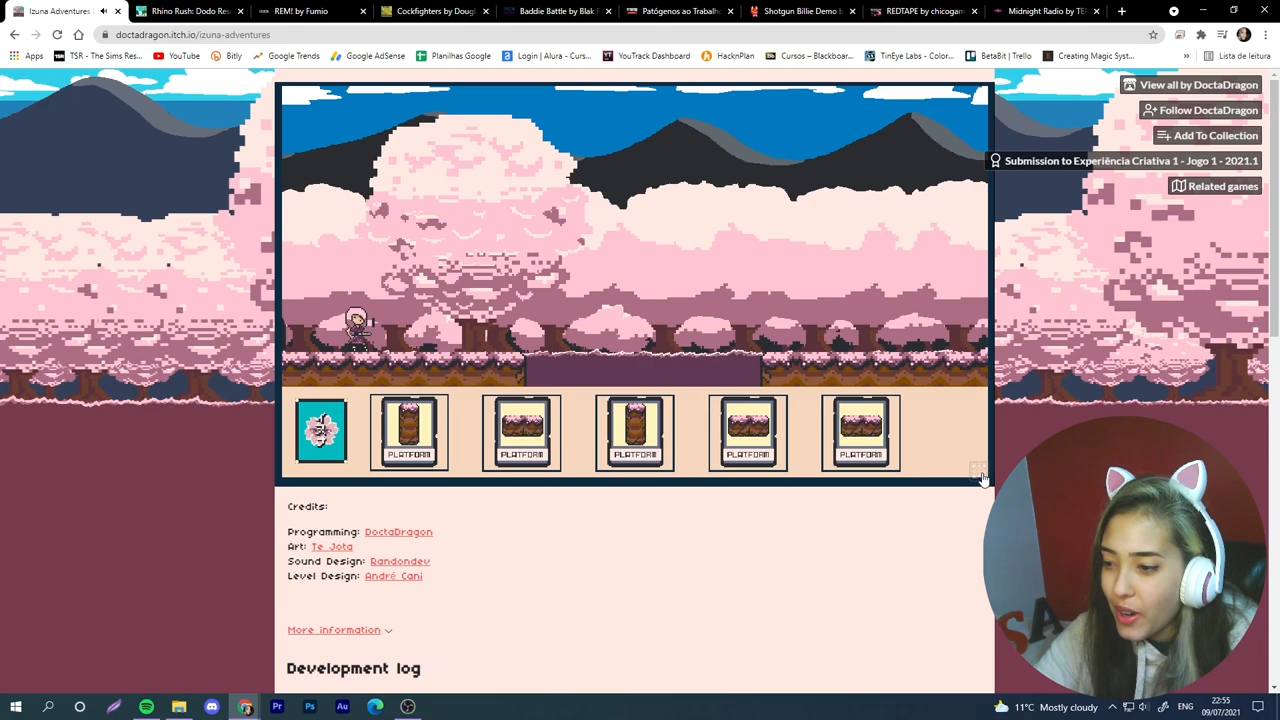 Izuna Adventures
Rhino Rush: Dodo Res
REM! by Fumio
Cockfighters by Dougl
Baddie Battle by Blak F
Patógenos ao Trabalho
Shotgun Billie Demo b
REDTAPE by chicogam
Midnight Radio by TE
doctadragon.itch.io/izuna-adventures
Apps
TSR - The Sims Res...
YouTube
Bitly
Google Trends
Google AdSense
Planilhas Google
Login | Alura - Curs...
YouTrack Dashboard
HacknPlan
Cursos – Blackboar...
TinEye Labs - Color...
BetaBit | Trello
Creating Magic Sys...
Lista de leitura
View all by DoctaDragon
Follow DoctaDragon
Add To Collection
Submission to Experiência Criativa 1 - Jogo 1 - 2021.1
Related games
PLATFORM
PLATFORM
PLATFORM
PLATFORM
PLATFORM
Credits:
Programming: DoctaDragon
Art: Te Jota
Sound Design: Randondev
Level Design: André Cani
More information
Development log
11°C Mostly cloudy
ENG
22:55
09/07/2021